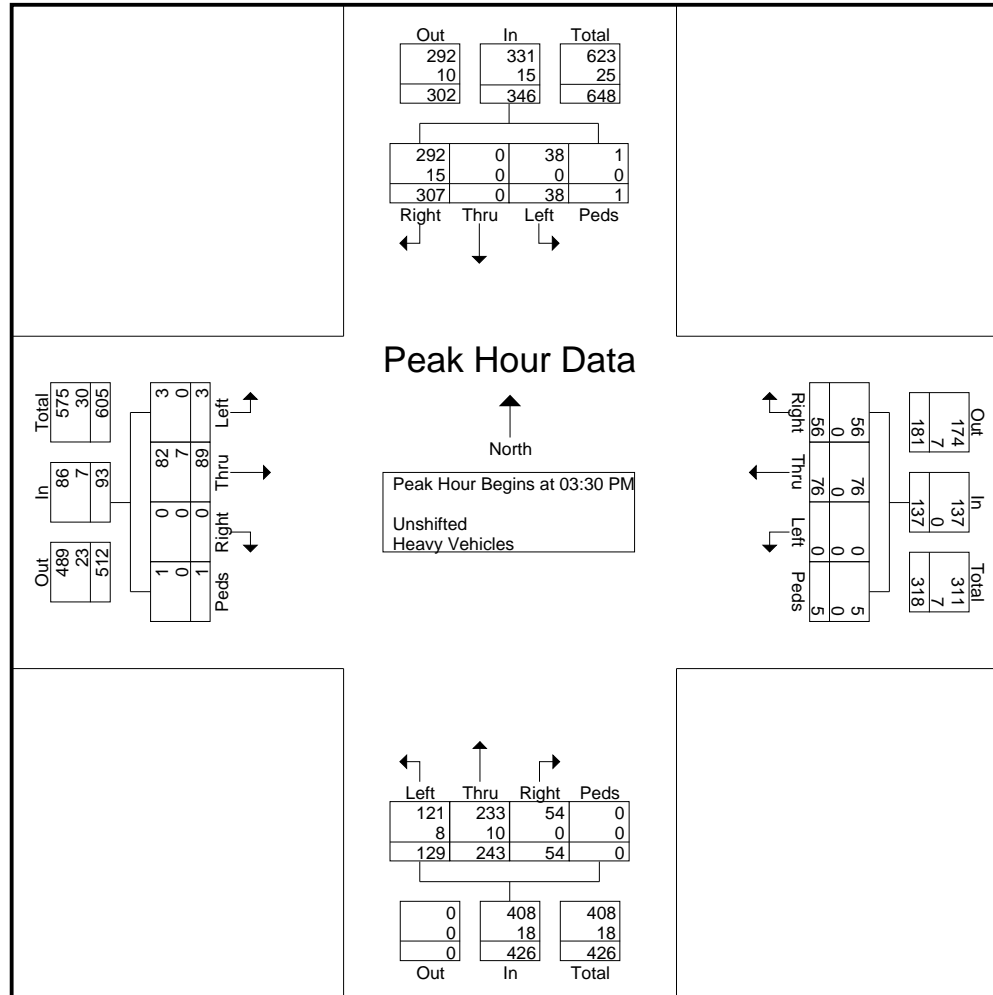 Out In Total
292 331 623
10 15 25
302 346 648
292 0 38 1
15 0 0 0
307 0 38 1
Right Thru Left Peds
Peak Hour Data
North
Peak Hour Begins at 03:30 PM
Unshifted
Heavy Vehicles
Total
575
30
605
In
86
7
93
Out
489
23
512
3
0
3
Left
82
7
89
Thru
0
0
0
Right
1
0
1
Peds
Right
56
0
56
Thru
76
0
76
Left
0
0
0
Peds
5
0
5
Out
174
7
181
In
137
0
137
Total
311
7
318
Left Thru Right Peds
121 233 54 0
8 10 0 0
129 243 54 0
0 408 408
0 18 18
0 426 426
Out In Total